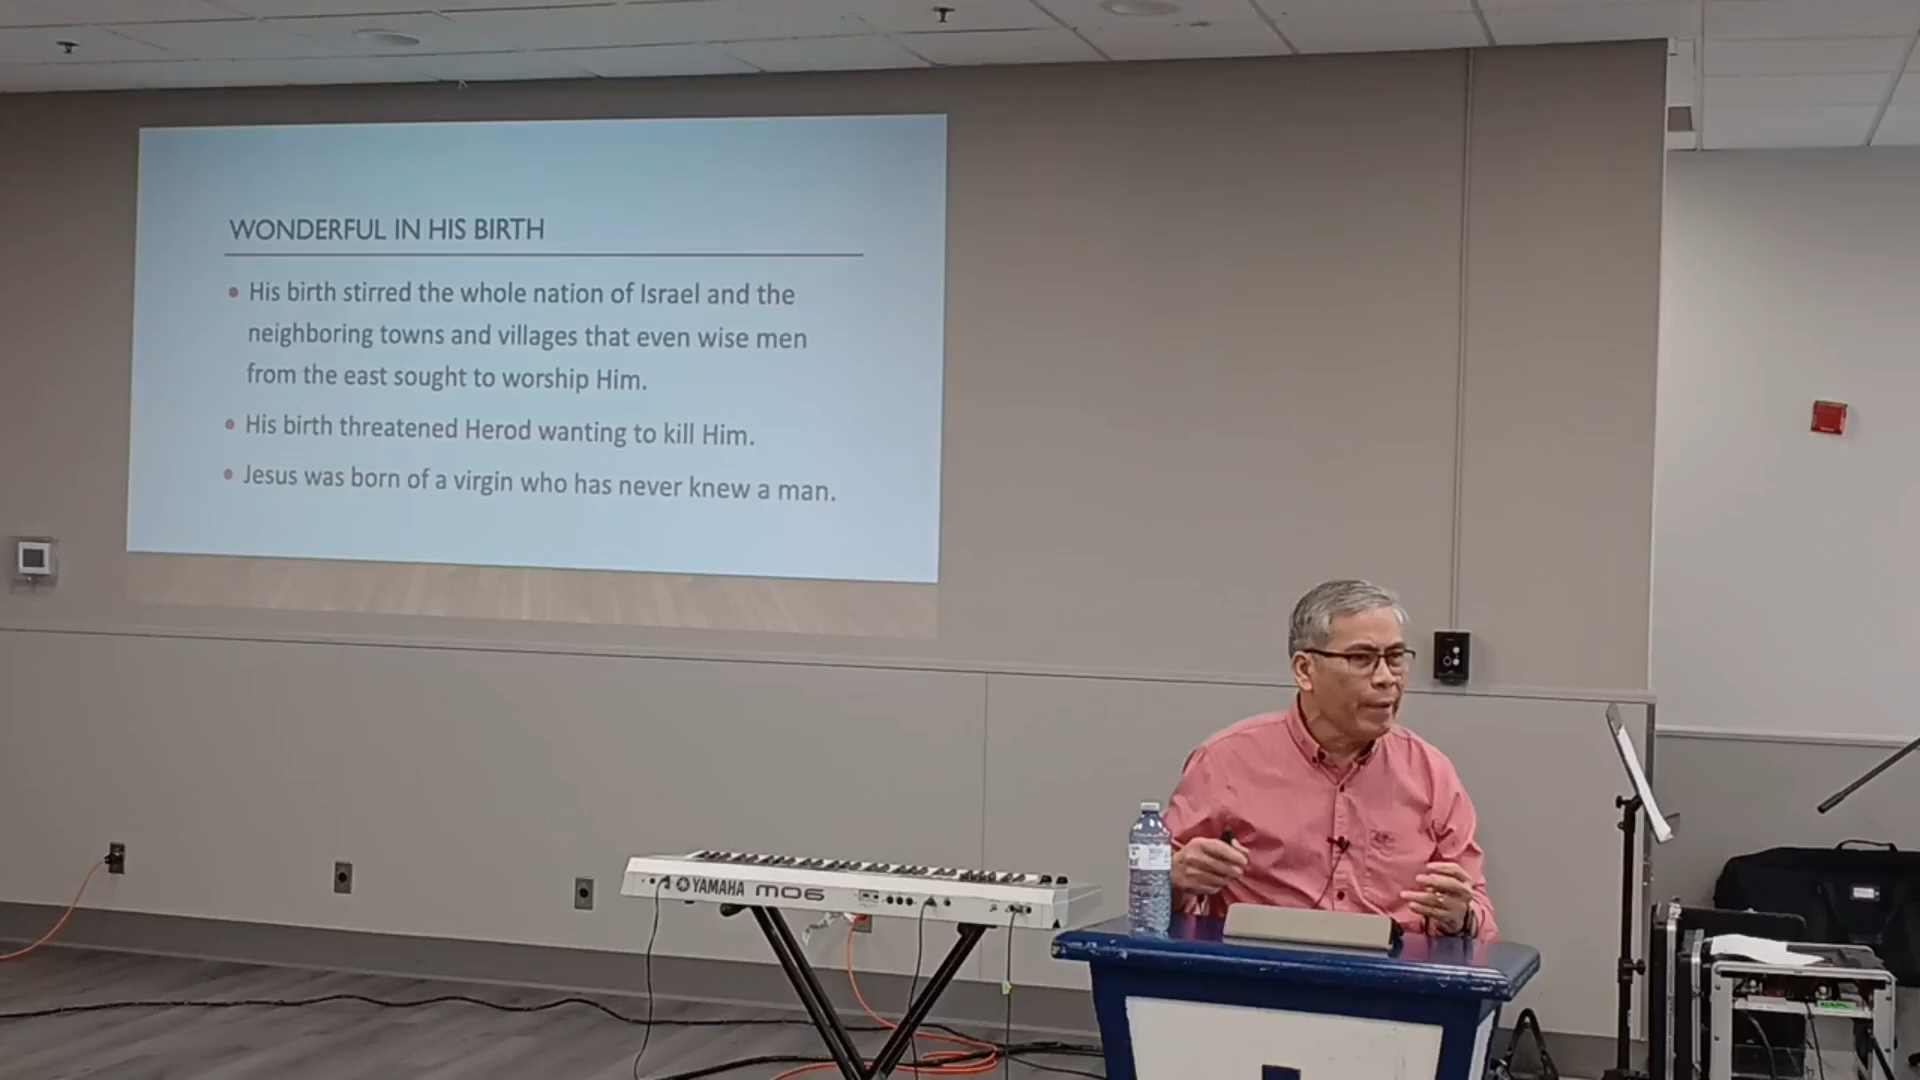 WONDERFUL IN HIS BIRTH
• His birth stirred the whole nation of Israel and the
neighboring towns and villages that even wise men
from the east sought to worship Him.
• His birth threatened Herod wanting to kill Him.
• Jesus was born of a virgin who has never knew a man.
YAMAHA MO6